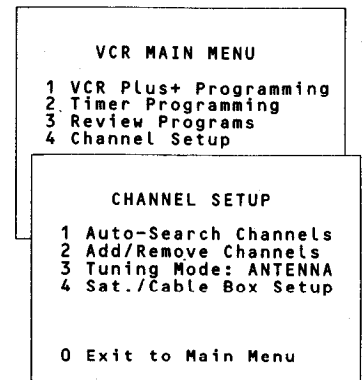 VCR MAIN MENU
1 VCR Plus+ Programming
2 Timer Programming
3 Review Programs
4 Channel Setup
CHANNEL SETUP
1 Auto-Search Channels
2 Add/Remove Channels
3 Tuning Mode: ANTENNA
4 Sat./Cable Box Setup
0 Exit to Main Menu